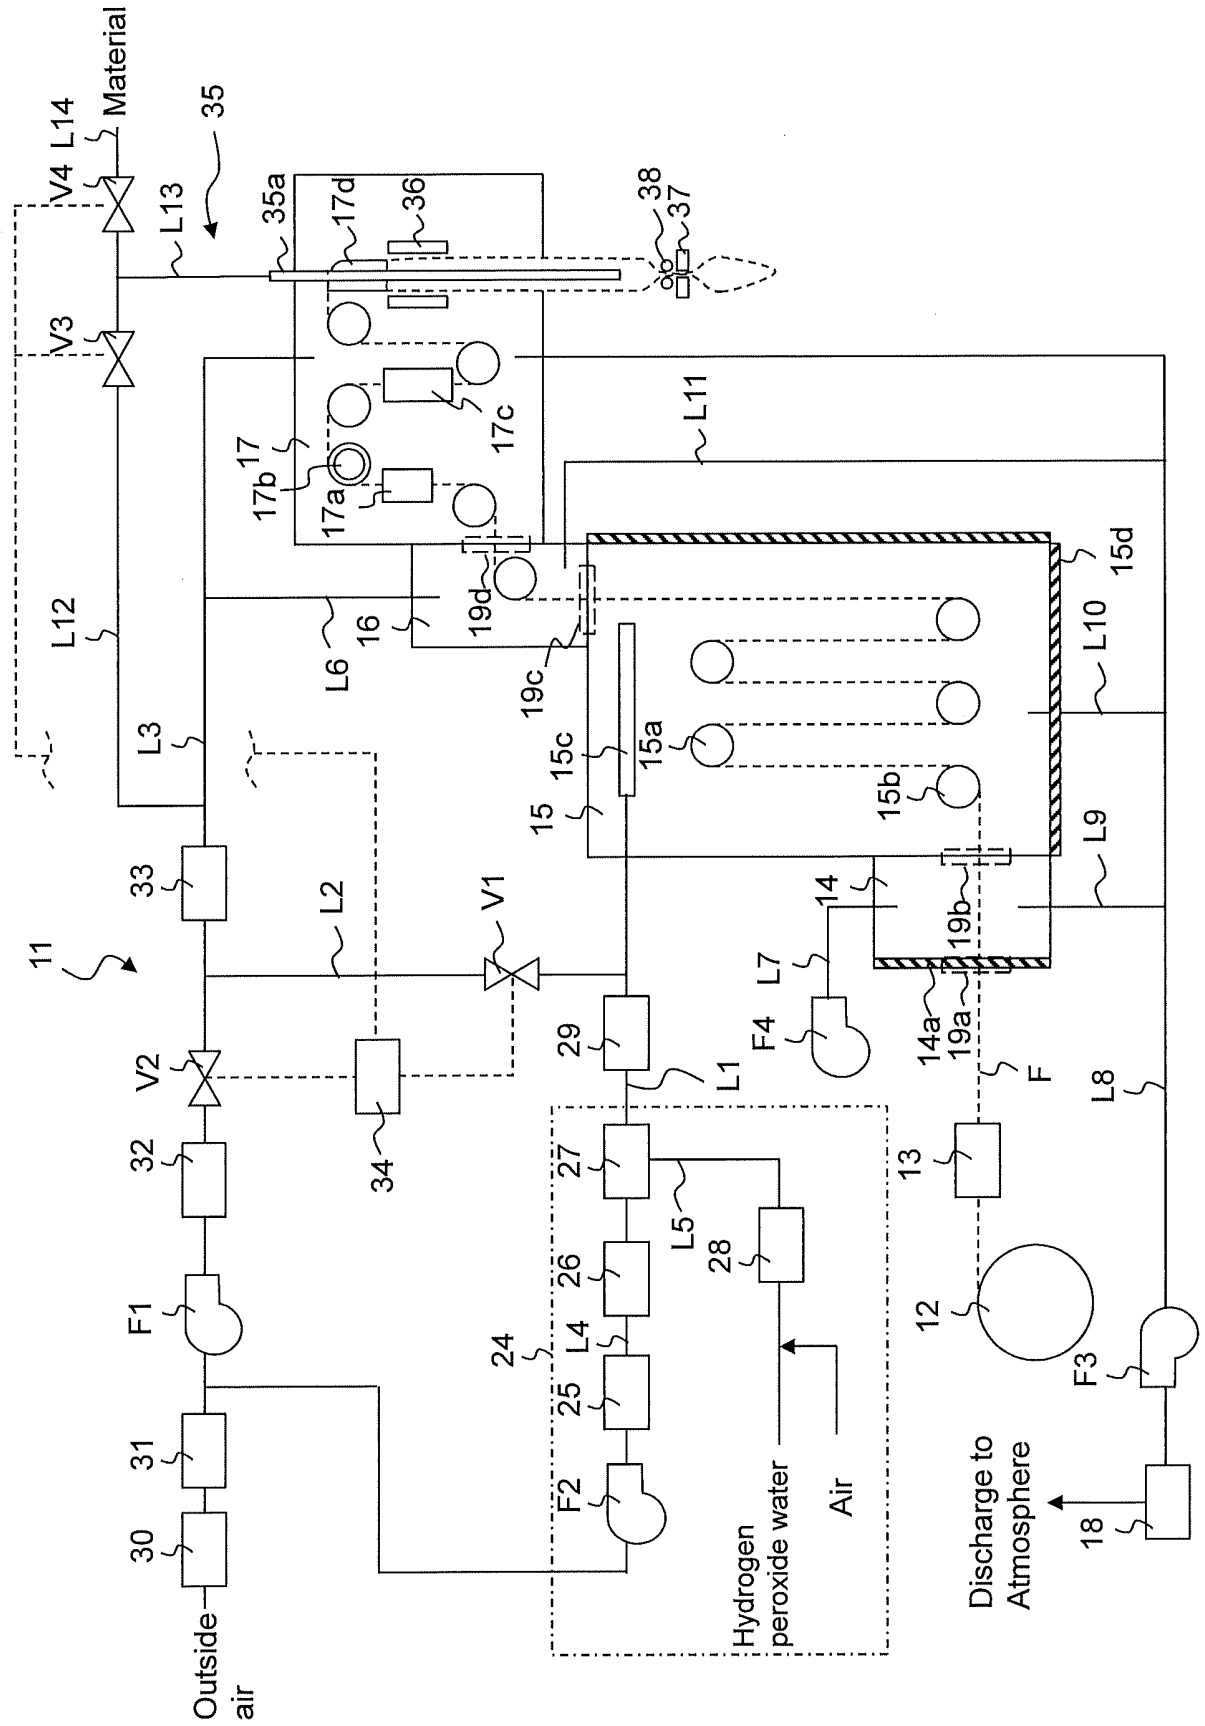 Outside
air
30
31
F1
32
V2
11
33
L3
L12
V3
V4
L14
Material
L13
35
34
L2
V1
L6
16
17
17b
17a
17c
35a
17d
36
38
37
19d
19c
L11
24
F2
25
L4
26
27
L5
28
L1
29
15
15c
15a
15b
15d
Hydrogen
peroxide water
Air
F4
L7
14
14a
19a
19b
L9
L10
12
13
F
L8
F3
18
Discharge to
Atmosphere